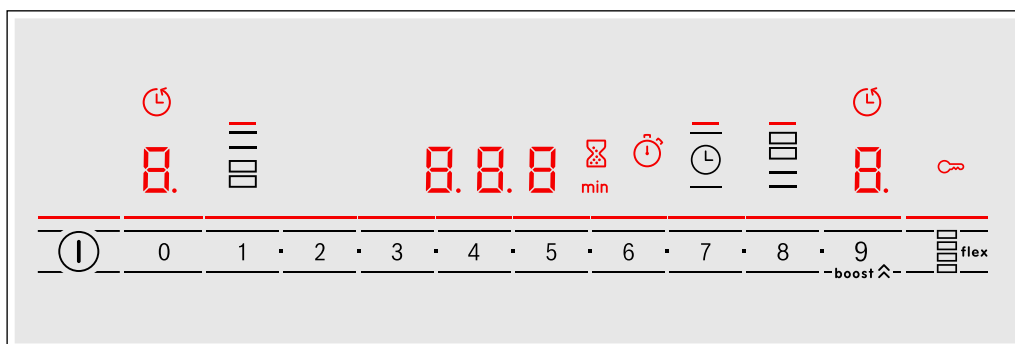 8. 8.8.8 8.
min
0 1 · 2 · 3 · 4 · 5 · 6 · 7 · 8 · 9 flex
boost